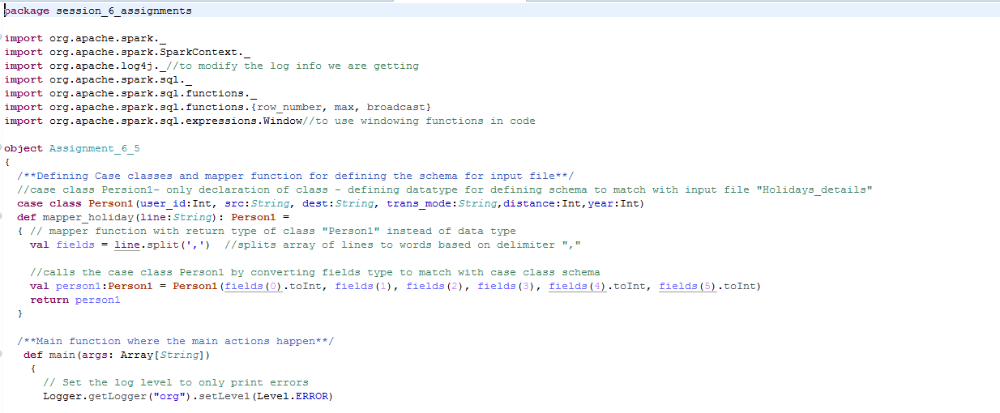 package session_6_assignments
import org.apache.spark._
import org.apache.spark.SparkContext._
import org.apache.log4j._//to modify the log info we are getting
import org.apache.spark.sql._
import org.apache.spark.sql.functions._
import org.apache.spark.sql.functions.{row_number, max, broadcast}
import org.apache.spark.sql.expressions.Window//to use windowing functions in code
object Assignment_6_5
{
/**Defining Case classes and mapper function for defining the schema for input file**/
//case class Persion1- only declaration of class - defining datatype for defining schema to match with input file "Holidays_details"
case class Person1(user_id:Int, src:String, dest:String, trans_mode:String,distance:Int,year:Int)
def mapper_holiday(line:String): Person1 =
{ // mapper function with return type of class "Person1" instead of data type
val fields = line.split(',')  //splits array of lines to words based on delimiter ","
//calls the case class Person1 by converting fields type to match with case class schema
val person1:Person1 = Person1(fields(0).toInt, fields(1), fields(2), fields(3), fields(4).toInt, fields(5).toInt)
return person1
}
/**Main function where the main actions happen**/
def main(args: Array[String])
{
// Set the log level to only print errors
Logger.getLogger("org").setLevel(Level.ERROR)